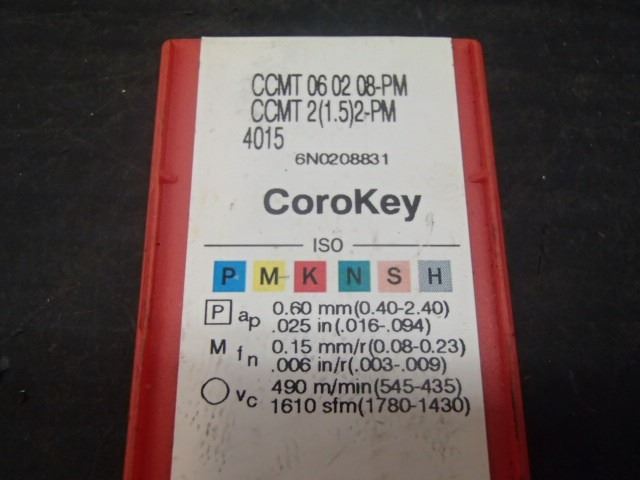 CCMT 06 02 08-PM
CCMT 2(1.5)2-PM
4015
6N0208831
CoroKey
ISO
P M K N S H
P ap 0.60 mm(0.40-2.40)
.025 in(.016-.094)
M fn 0.15 mm/r(0.08-0.23)
.006 in/r(.003-.009)
vc 490 m/min(545-435)
1610 sfm(1780-1430)